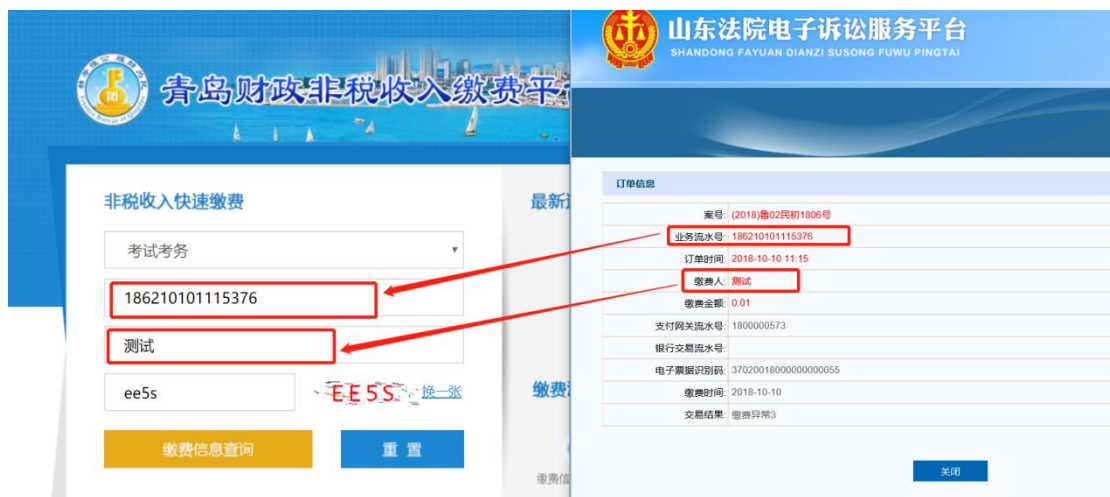 青岛财政非税收入缴费平
非税收入快速缴费
考试考务
186210101115376
测试
ee5s
EE5S
换一张
缴费信息查询
重 置
最新
缴费
缴费信
山东法院电子诉讼服务平台
SHANDONG FAYUAN DIANZI SUSONG FUWU PINGTAI
订单信息
案号: (2018)鲁02民初1806号
业务流水号: 186210101115376
订单时间: 2018-10-10 11:15
缴费人: 测试
缴费金额: 0.01
支付网关流水号: 1800000573
银行交易流水号:
电子票据识别码: 37020018000000000055
缴费时间: 2018-10-10
交易结果: 缴费异常3
关闭